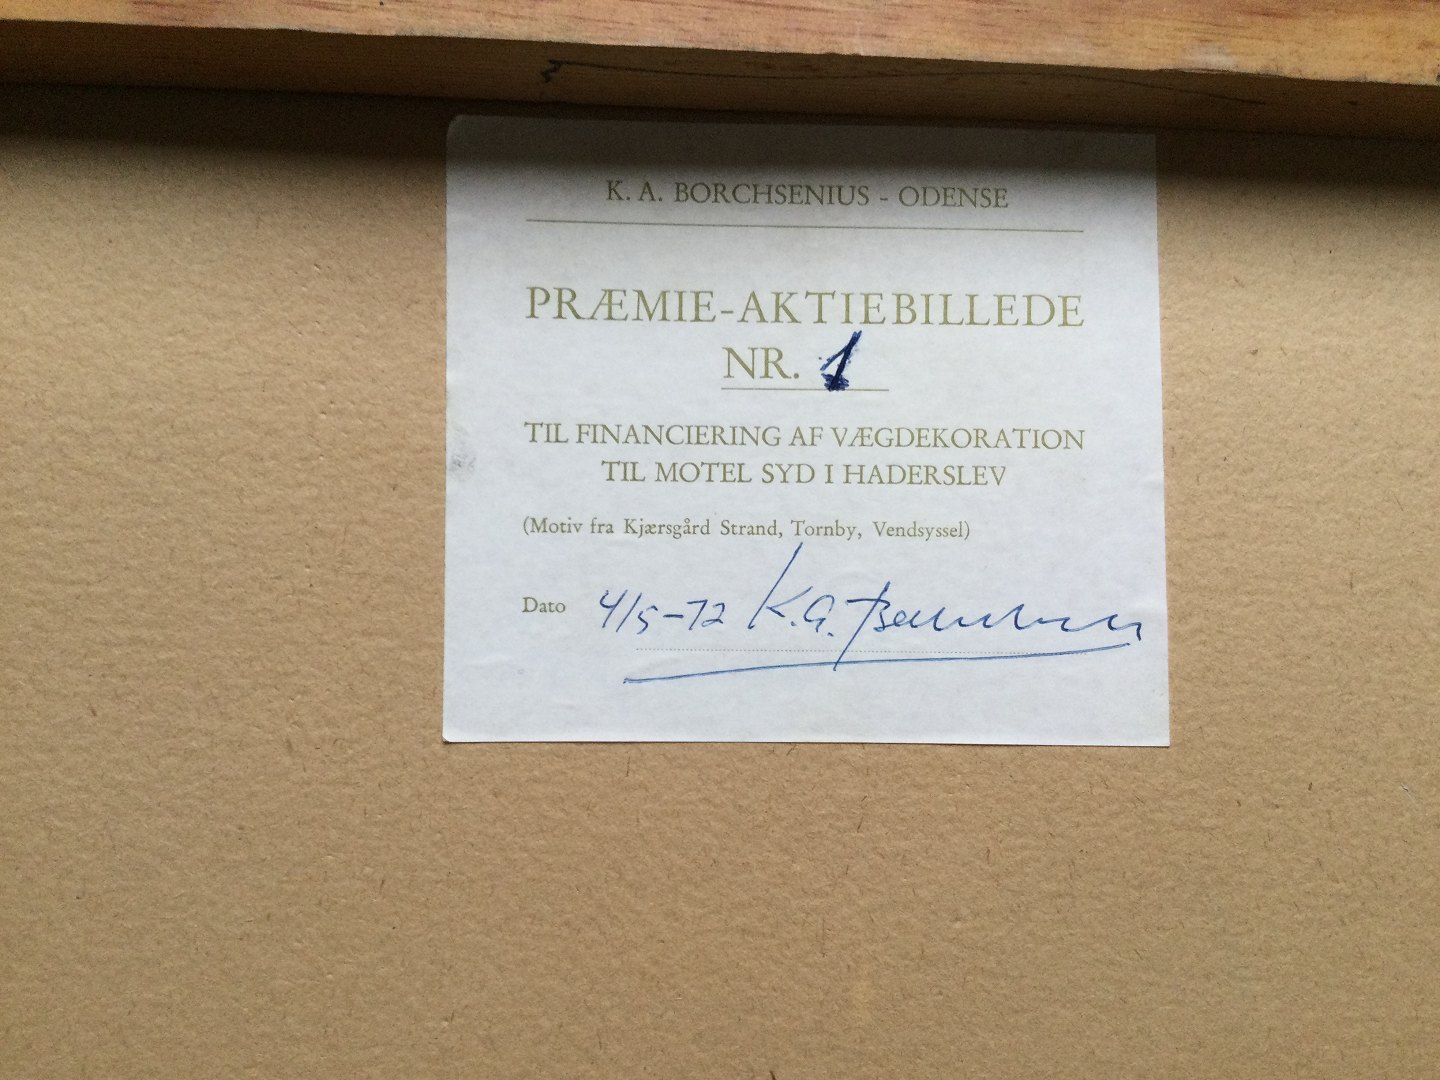 K. A. BORCHSENIUS - ODENSE
PRÆMIE-AKTIEBILLEDE
NR. 1
TIL FINANCIERING AF VÆGDEKORATION
TIL MOTEL SYD I HADERSLEV
(Motiv fra Kjærsgård Strand, Tornby, Vendsyssel)
Dato 4/5-72 K.A. Borchsenius